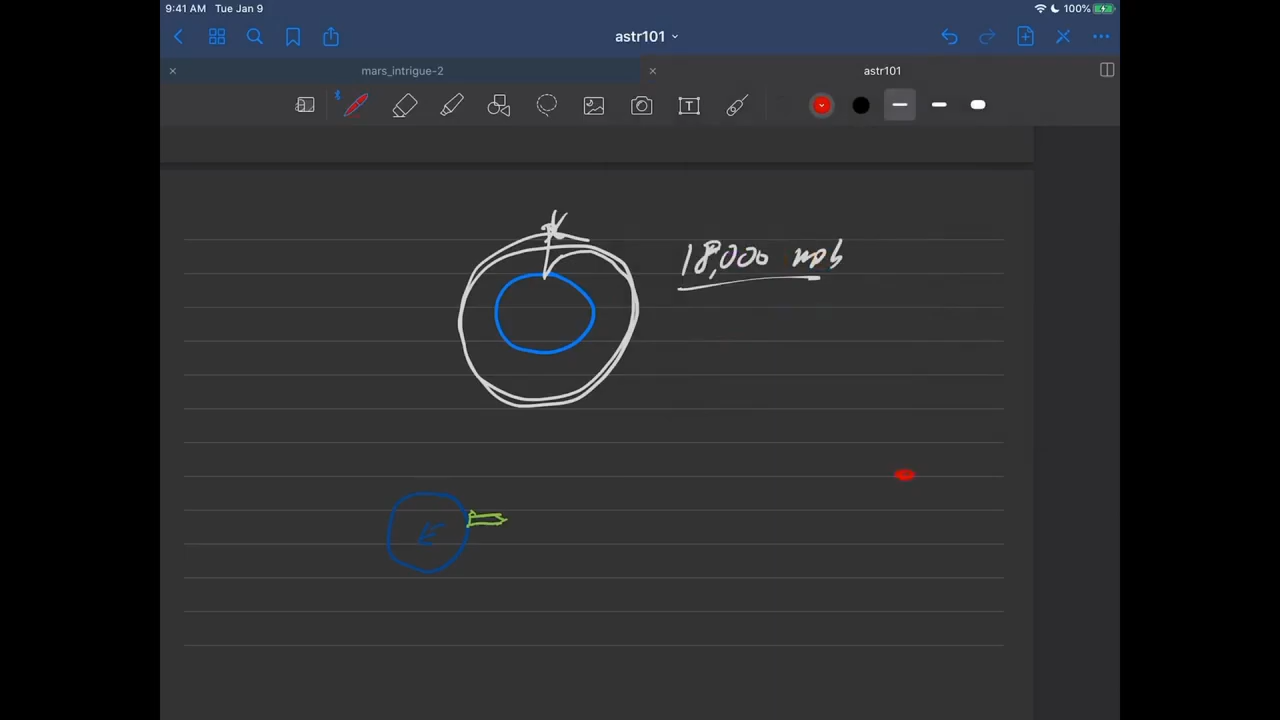 9:41 AM Tue Jan 9
100%
astr101
mars_intrigue-2
astr101
T
18,000 mph
E